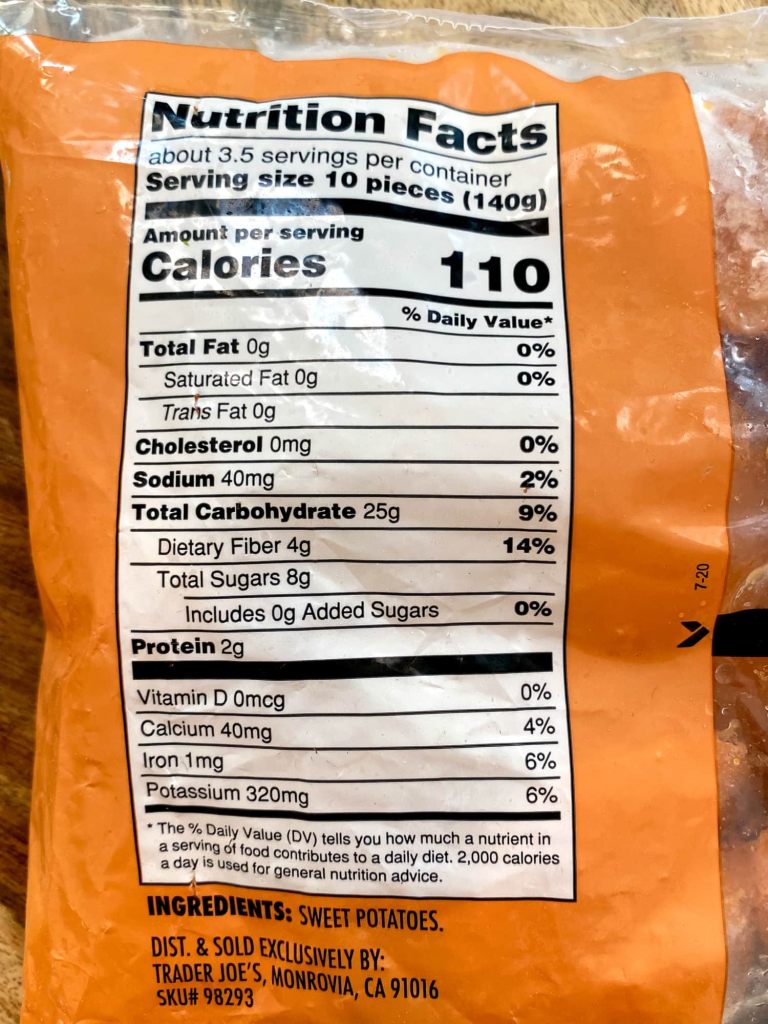 Nutrition Facts
about 3.5 servings per container
Serving size 10 pieces (140g)
Amount per serving
Calories 110
% Daily Value*
Total Fat 0g 0%
Saturated Fat 0g 0%
Trans Fat 0g
Cholesterol 0mg 0%
Sodium 40mg 2%
Total Carbohydrate 25g 9%
Dietary Fiber 4g 14%
Total Sugars 8g
Includes 0g Added Sugars 0%
Protein 2g
Vitamin D 0mcg 0%
Calcium 40mg 4%
Iron 1mg 6%
Potassium 320mg 6%
* The % Daily Value (DV) tells you how much a nutrient in
a serving of food contributes to a daily diet. 2,000 calories
a day is used for general nutrition advice.
INGREDIENTS: SWEET POTATOES.
DIST. & SOLD EXCLUSIVELY BY:
TRADER JOE'S, MONROVIA, CA 91016
SKU# 98293
7-20